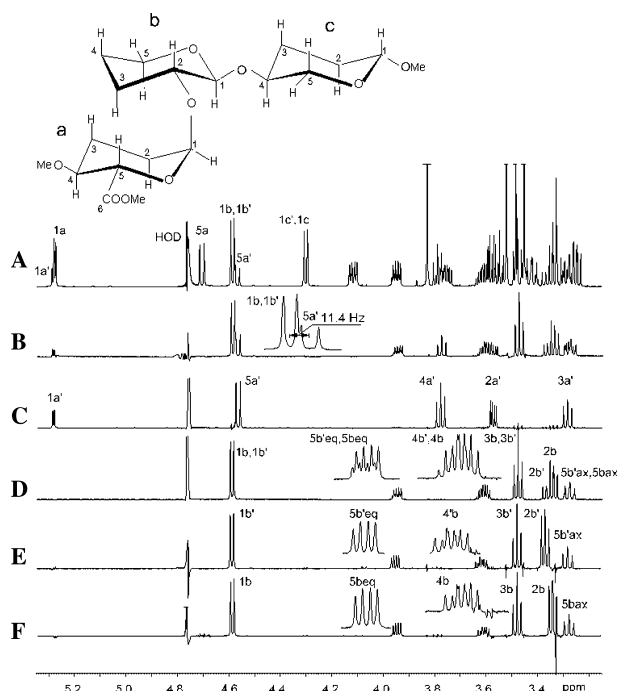 b
c
H
H
H
H
4
5
H
3
2
1
O
H
O
3
H
2
1
OMe
4
5
O
H
H
O
a
H
MeO
3
2
1
H
4
5
O
H
H
6
COOMe
1a
1a'
HOD
5a
1b,1b'
5a'
1c',1c
A
1b,1b'
5a'
11.4 Hz
B
1a'
5a'
4a'
2a'
3a'
C
1b,1b'
5b'eq,5beq
4b',4b
3b,3b'
2b
2b'
5b'ax,5bax
D
1b'
5b'eq
4'b
3b'
2b'
5b'ax
E
1b
5beq
4b
3b
2b
5bax
F
5.2 5.0 4.8 4.6 4.4 4.2 4.0 3.8 3.6 3.4 ppm